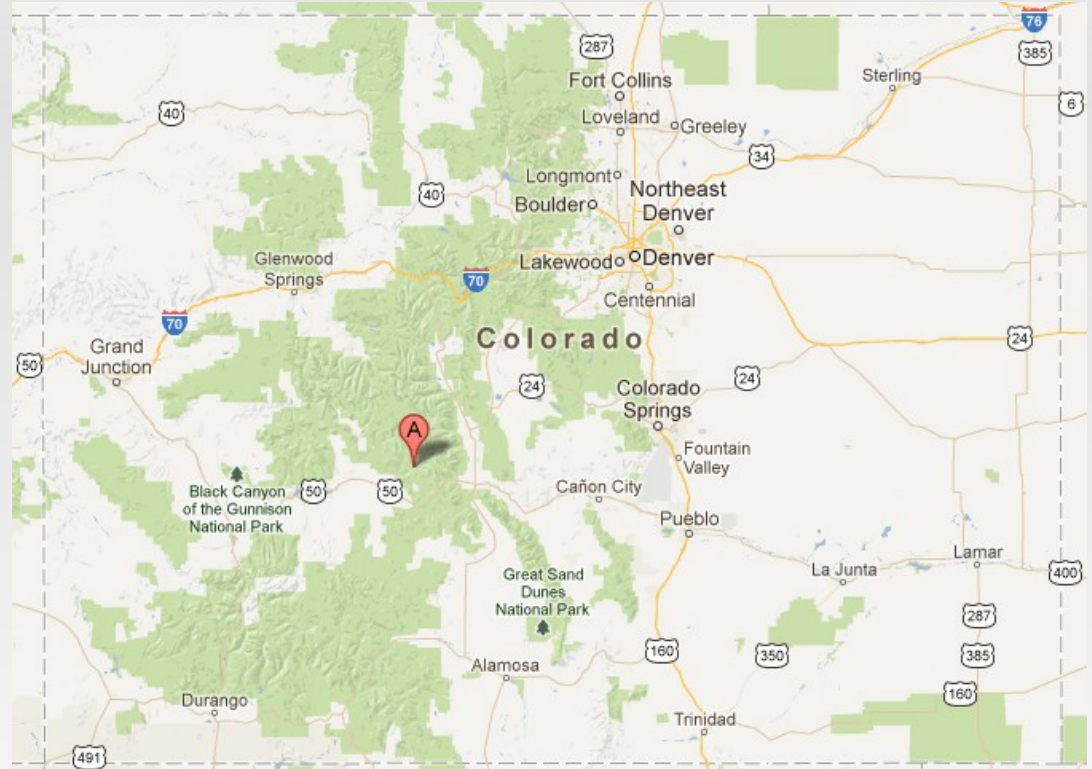 76
287
385
Sterling
Fort Collins
6
40
Loveland
Greeley
34
Longmont
40
Northeast
Denver
Boulder
Glenwood
Springs
Lakewood
Denver
70
Centennial
70
Colorado
24
Grand
Junction
50
24
24
Colorado
Springs
A
Fountain
Valley
Black Canyon
of the Gunnison
National Park
50
50
Cañon City
Pueblo
Lamar
La Junta
400
Great Sand
Dunes
National Park
287
160
350
385
Alamosa
160
Durango
Trinidad
491